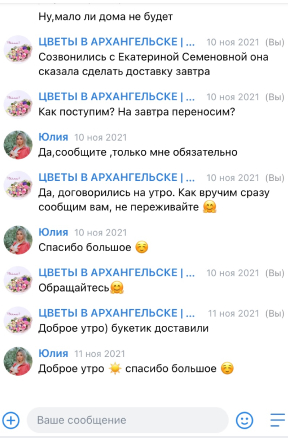 Ну,мало ли дома не будет
ЦВЕТЫ В АРХАНГЕЛЬСКЕ | ... 10 ноя 2021 (Вы)
Созвонились с Екатериной Семеновной она
сказала сделать доставку завтра
ЦВЕТЫ В АРХАНГЕЛЬСКЕ | ... 10 ноя 2021 (Вы)
Как поступим? На завтра переносим?
Юлия 10 ноя 2021
Да,сообщите ,только мне обязательно
ЦВЕТЫ В АРХАНГЕЛЬСКЕ | ... 10 ноя 2021 (Вы)
Да, договорились на утро. Как вручим сразу
сообщим вам, не переживайте 🤗
Юлия 10 ноя 2021
Спасибо большое ☺️
ЦВЕТЫ В АРХАНГЕЛЬСКЕ | ... 10 ноя 2021 (Вы)
Обращайтесь🤗
ЦВЕТЫ В АРХАНГЕЛЬСКЕ | ... 11 ноя 2021 (Вы)
Доброе утро) букетик доставили
Юлия 11 ноя 2021
Доброе утро ☀️ спасибо большое ☺️
Ваше сообщение